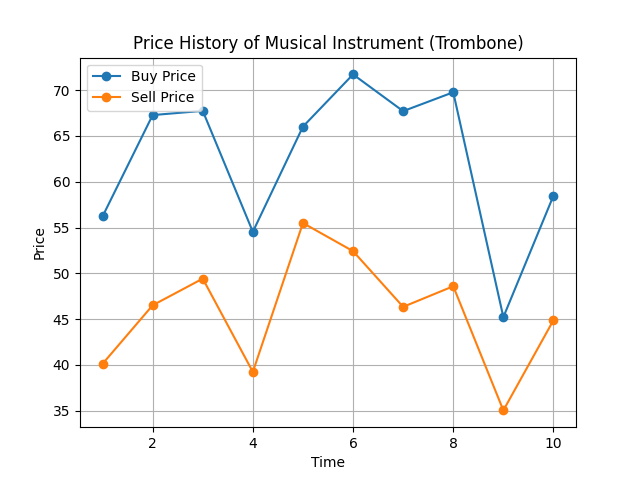 Price History of Musical Instrument (Trombone)
Buy Price
Sell Price
70
65
60
55
50
45
40
35
Price
2 4 6 8 10
Time